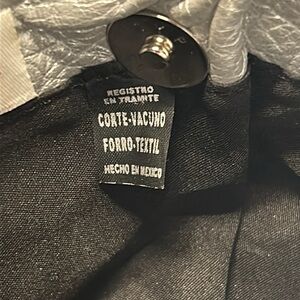 REGISTRO
EN TRAMITE
CORTE-VACUNO
FORRO-TEXTIL
HECHO EN MEXICO